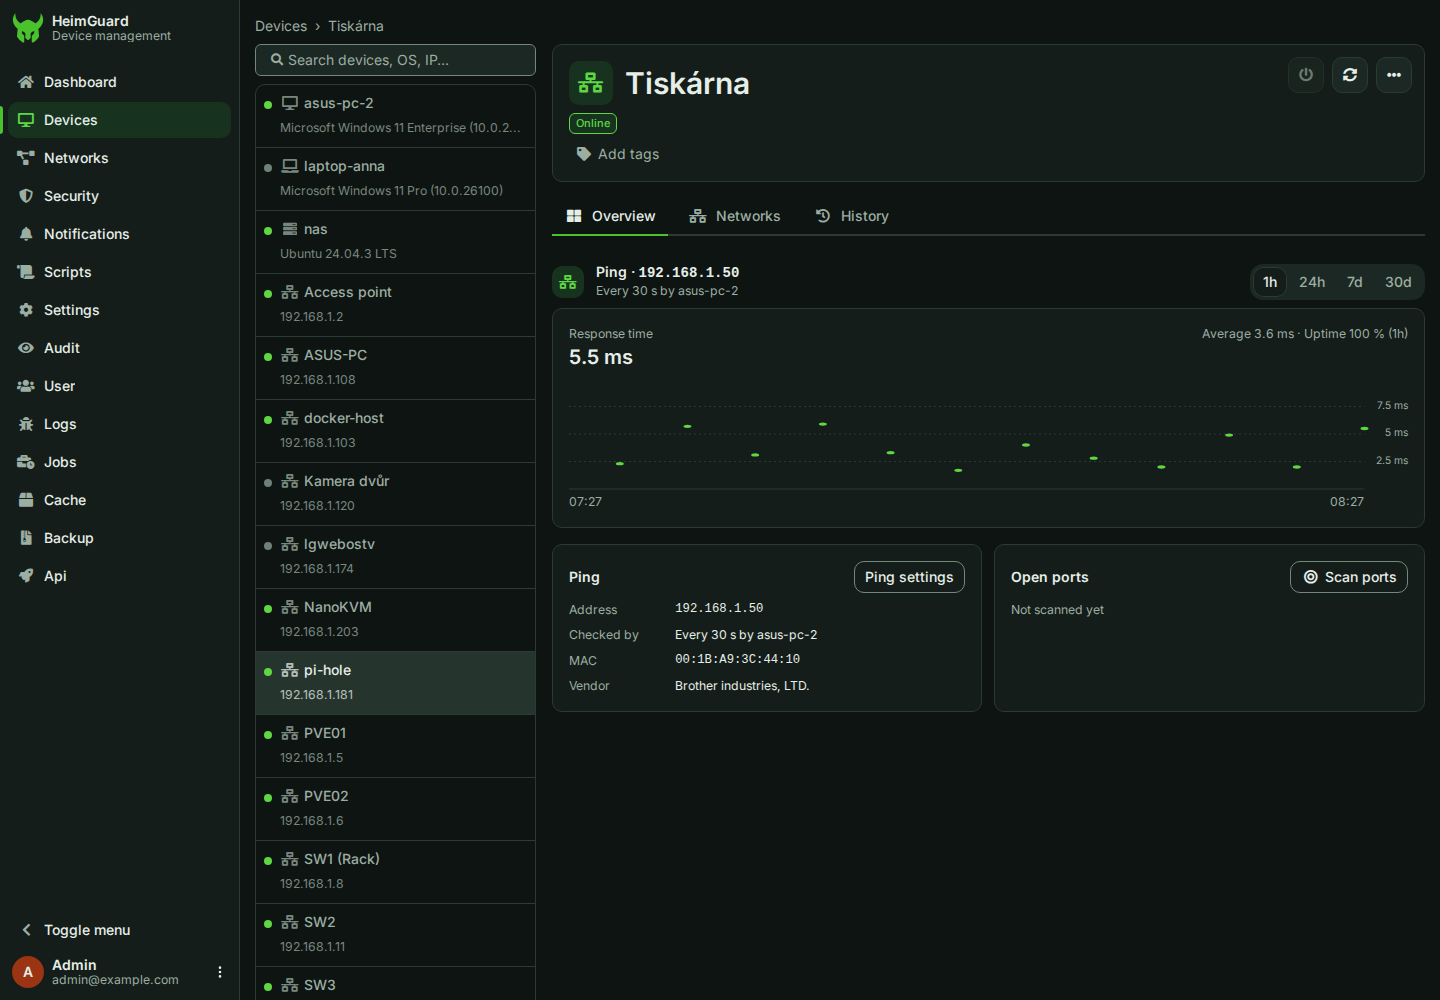 HeimGuard
Device management
Dashboard
Devices
Networks
Security
Notifications
Scripts
Settings
Audit
User
Logs
Jobs
Cache
Backup
Api
Toggle menu
A
Admin
admin@example.com
Devices › Tiskárna
Search devices, OS, IP...
asus-pc-2
Microsoft Windows 11 Enterprise (10.0.2...
laptop-anna
Microsoft Windows 11 Pro (10.0.26100)
nas
Ubuntu 24.04.3 LTS
Access point
192.168.1.2
ASUS-PC
192.168.1.108
docker-host
192.168.1.103
Kamera dvůr
192.168.1.120
lgwebostv
192.168.1.174
NanoKVM
192.168.1.203
pi-hole
192.168.1.181
PVE01
192.168.1.5
PVE02
192.168.1.6
SW1 (Rack)
192.168.1.8
SW2
192.168.1.11
SW3
Tiskárna
Online
Add tags
Overview Networks History
Ping · 192.168.1.50
Every 30 s by asus-pc-2
1h 24h 7d 30d
Response time
Average 3.6 ms · Uptime 100 % (1h)
5.5 ms
7.5 ms
5 ms
2.5 ms
07:27 08:27
Ping
Ping settings
Address 192.168.1.50
Checked by Every 30 s by asus-pc-2
MAC 00:1B:A9:3C:44:10
Vendor Brother industries, LTD.
Open ports
Scan ports
Not scanned yet